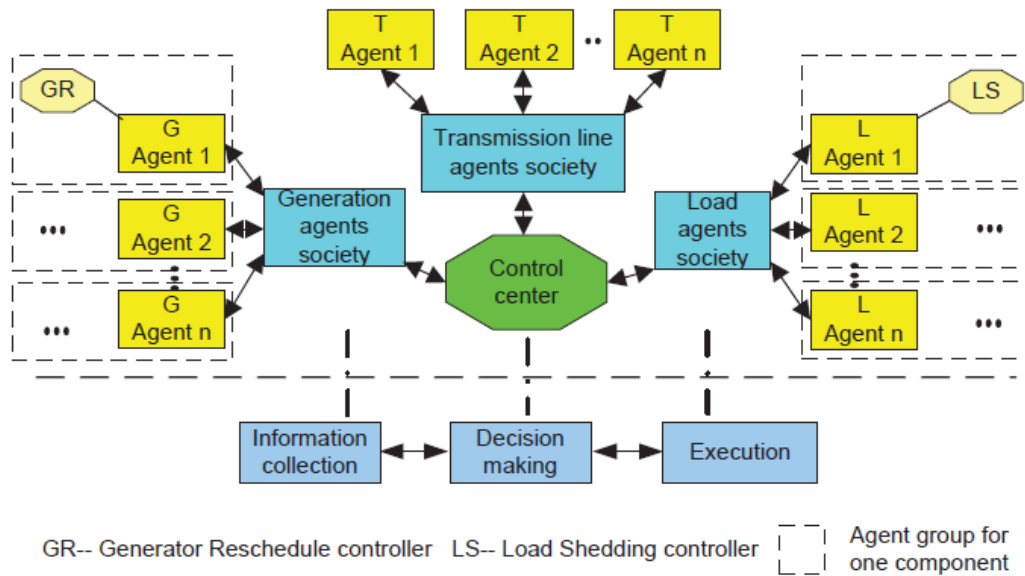 T
Agent 1
T
Agent 2
T
Agent n
GR
G
Agent 1
G
Agent 2
G
Agent n
Generation
agents
society
Transmission line
agents society
Control
center
Load
agents
society
LS
L
Agent 1
L
Agent 2
L
Agent n
Information
collection
Decision
making
Execution
GR-- Generator Reschedule controller
LS-- Load Shedding controller
Agent group for
one component